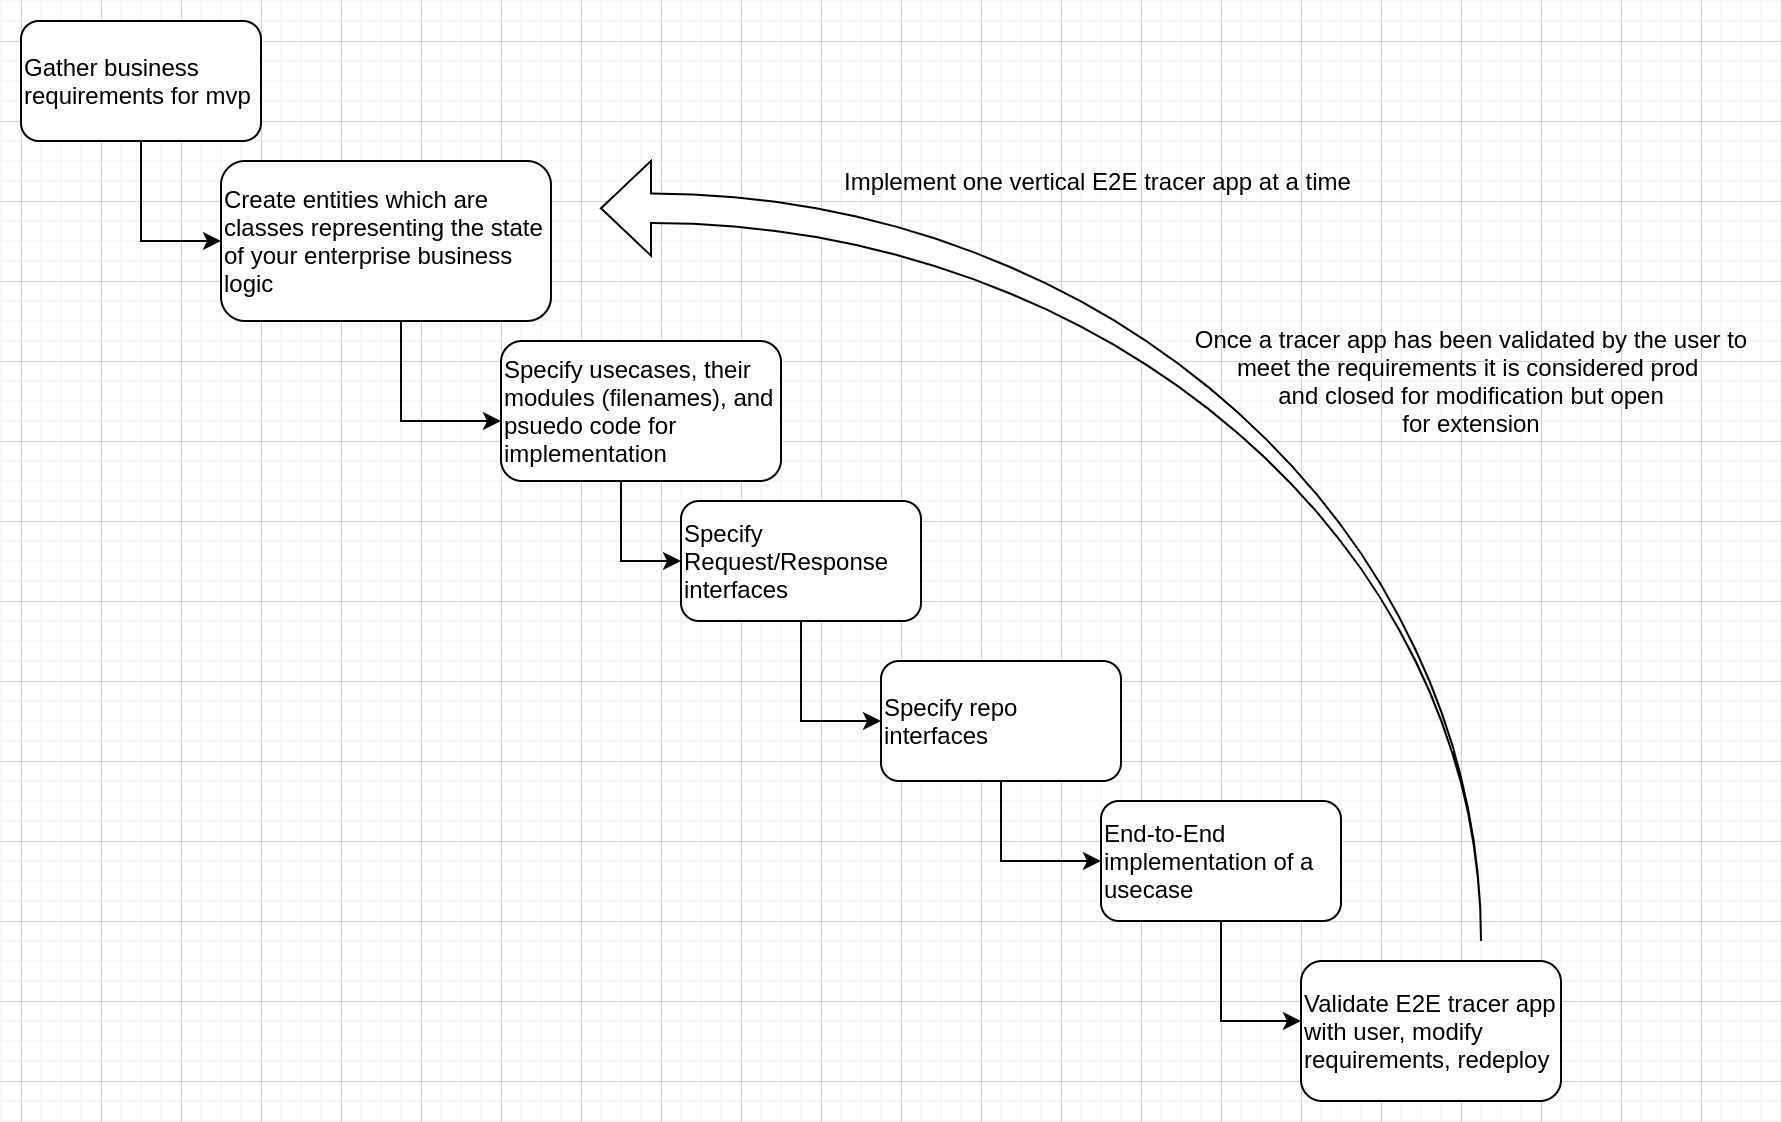 Gather business
requirements for mvp
Create entities which are
classes representing the state
of your enterprise business
logic
Implement one vertical E2E tracer app at a time
Once a tracer app has been validated by the user to
meet the requirements it is considered prod
and closed for modification but open
for extension
Specify usecases, their
modules (filenames), and
psuedo code for
implementation
Specify
Request/Response
interfaces
Specify repo
interfaces
End-to-End
implementation of a
usecase
Validate E2E tracer app
with user, modify
requirements, redeploy